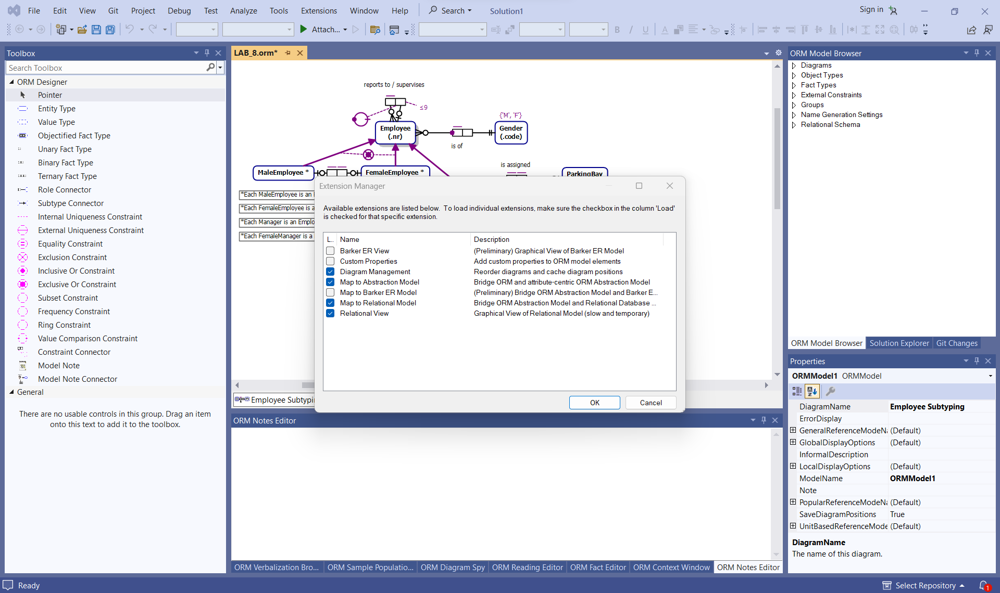 File Edit View Git Project Debug Test Analyze Tools Extensions Window Help Search Solution1 Sign in
Attach...
B I U A
Toolbox
Search Toolbox
ORM Designer
Pointer
Entity Type
Value Type
Objectified Fact Type
Unary Fact Type
Binary Fact Type
Ternary Fact Type
Role Connector
Subtype Connector
Internal Uniqueness Constraint
External Uniqueness Constraint
Equality Constraint
Exclusion Constraint
Inclusive Or Constraint
Exclusive Or Constraint
Subset Constraint
Frequency Constraint
Ring Constraint
Value Comparison Constraint
Constraint Connector
Model Note
Model Note Connector
General
There are no usable controls in this group. Drag an item
onto this text to add it to the toolbox.
LAB_8.orm*
reports to / supervises
≤9
{'M', 'F'}
Employee
(.nr)
Gender
(.code)
is of
is assigned
MaleEmployee *
FemaleEmployee *
ParkingBay
*Each MaleEmployee is an
*Each FemaleEmployee is a
*Each Manager is an Emplo
*Each FemaleManager is a
Employee Subtypi
Extension Manager
Available extensions are listed below. To load individual extensions, make sure the checkbox in the column 'Load'
is checked for that specific extension.
L.. Name Description
Barker ER View (Preliminary) Graphical View of Barker ER Model
Custom Properties Add custom properties to ORM model elements
Diagram Management Reorder diagrams and cache diagram positions
Map to Abstraction Model Bridge ORM and attribute-centric ORM Abstraction Model
Map to Barker ER Model (Preliminary) Bridge ORM Abstraction Model and Barker E...
Map to Relational Model Bridge ORM Abstraction Model and Relational Database ...
Relational View Graphical View of Relational Model (slow and temporary)
OK Cancel
ORM Notes Editor
ORM Verbalization Bro... ORM Sample Populatio... ORM Diagram Spy ORM Reading Editor ORM Fact Editor ORM Context Window ORM Notes Editor
ORM Model Browser
Diagrams
Object Types
Fact Types
External Constraints
Groups
Name Generation Settings
Relational Schema
ORM Model Browser Solution Explorer Git Changes
Properties
ORMModel1 ORMModel
DiagramName Employee Subtyping
ErrorDisplay
GeneralReferenceModeNa (Default)
GlobalDisplayOptions (Default)
InformalDescription
LocalDisplayOptions (Default)
ModelName ORMModel1
Note
PopularReferenceModeNa (Default)
SaveDiagramPositions True
UnitBasedReferenceMode (Default)
DiagramName
The name of this diagram.
Ready Select Repository 1